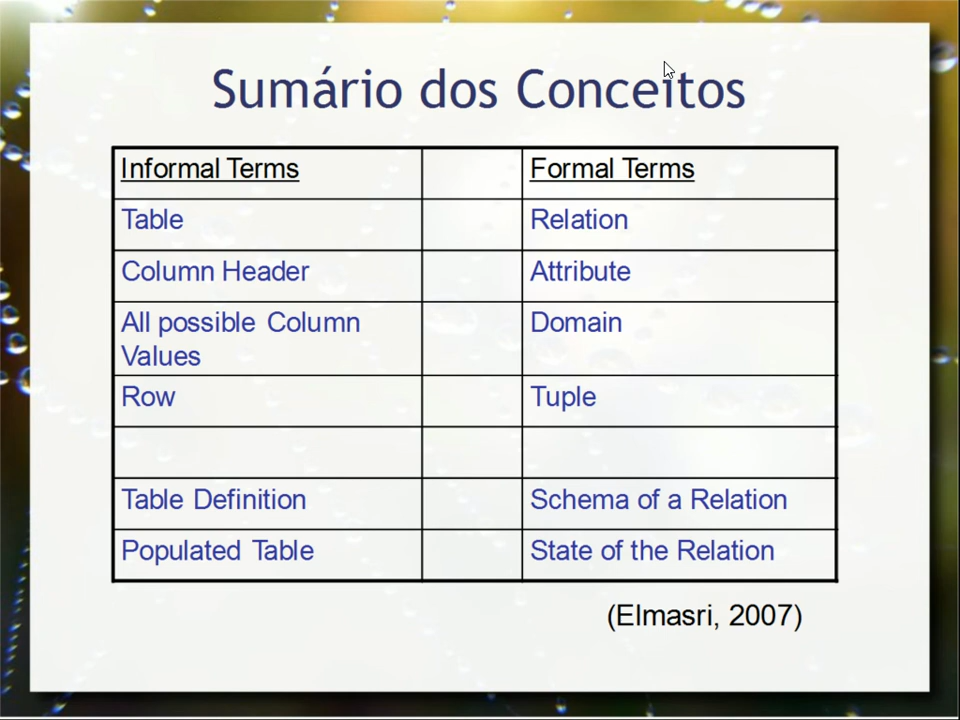 Sumário dos Conceitos
Informal Terms Formal Terms
Table Relation
Column Header Attribute
All possible Column Domain
Values
Row Tuple
Table Definition Schema of a Relation
Populated Table State of the Relation
(Elmasri, 2007)